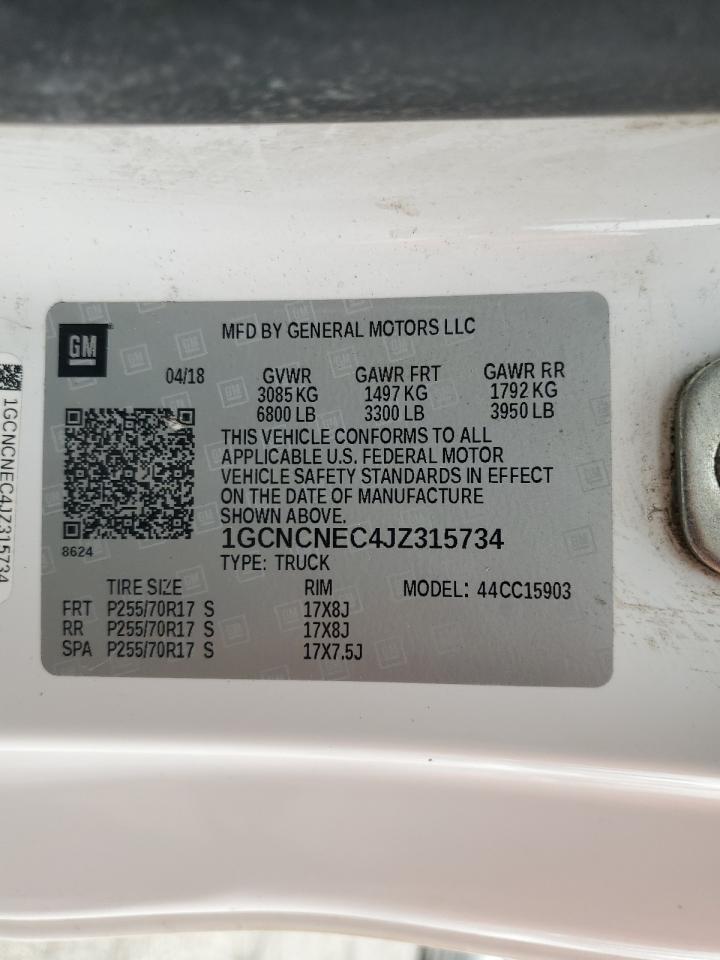 GM
MFD BY GENERAL MOTORS LLC
04/18 GVWR GAWR FRT GAWR RR
3085 KG 1497 KG 1792 KG
6800 LB 3300 LB 3950 LB
THIS VEHICLE CONFORMS TO ALL
APPLICABLE U.S. FEDERAL MOTOR
VEHICLE SAFETY STANDARDS IN EFFECT
ON THE DATE OF MANUFACTURE
SHOWN ABOVE.
8624
1GCNCNEC4JZ315734
TYPE: TRUCK
TIRE SIZE RIM MODEL: 44CC15903
FRT P255/70R17 S 17X8J
RR P255/70R17 S 17X8J
SPA P255/70R17 S 17X7.5J
1GCNCNEC4JZ315734